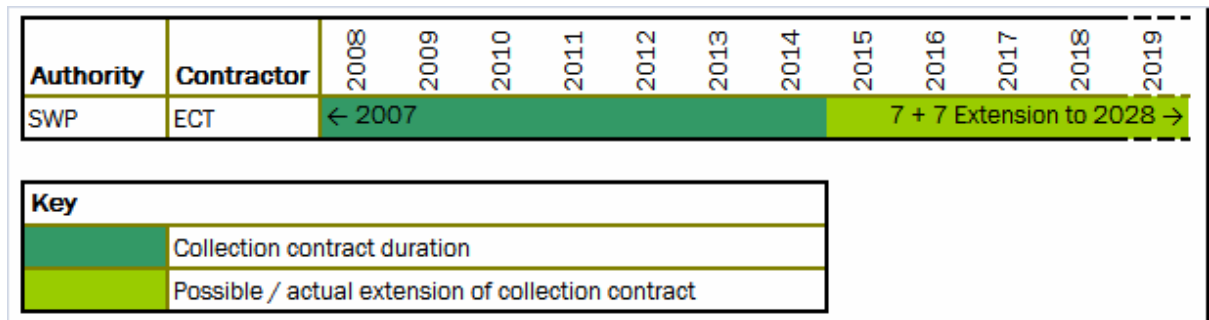 Authority Contractor 2008 2009 2010 2011 2012 2013 2014 2015 2016 2017 2018 2019
SWP ECT ← 2007 7 + 7 Extension to 2028 →
Key
Collection contract duration
Possible / actual extension of collection contract